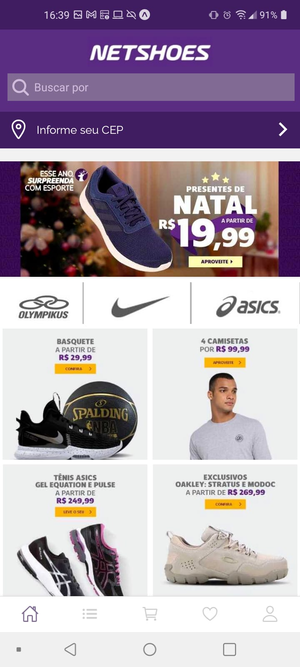 16:39
91%
NETSHOES
Buscar por
Informe seu CEP
ESSE ANO
SURPREENDA
COM ESPORTE
PRESENTES DE
NATAL
A PARTIR DE
R$19,99
APROVEITE
OLYMPIKUS
asics
BASQUETE
A PARTIR DE
R$ 29,99
COMPRA
SPALDING
NBA
4 CAMISETAS
POR R$ 99,99
APROVEITE
TÊNIS ASICS
GEL EQUATION E PULSE
A PARTIR DE
R$ 249,99
LEVE O SEU
EXCLUSIVOS
OAKLEY: STRATUS E MODOC
A PARTIR DE R$ 269,99
COMPRA